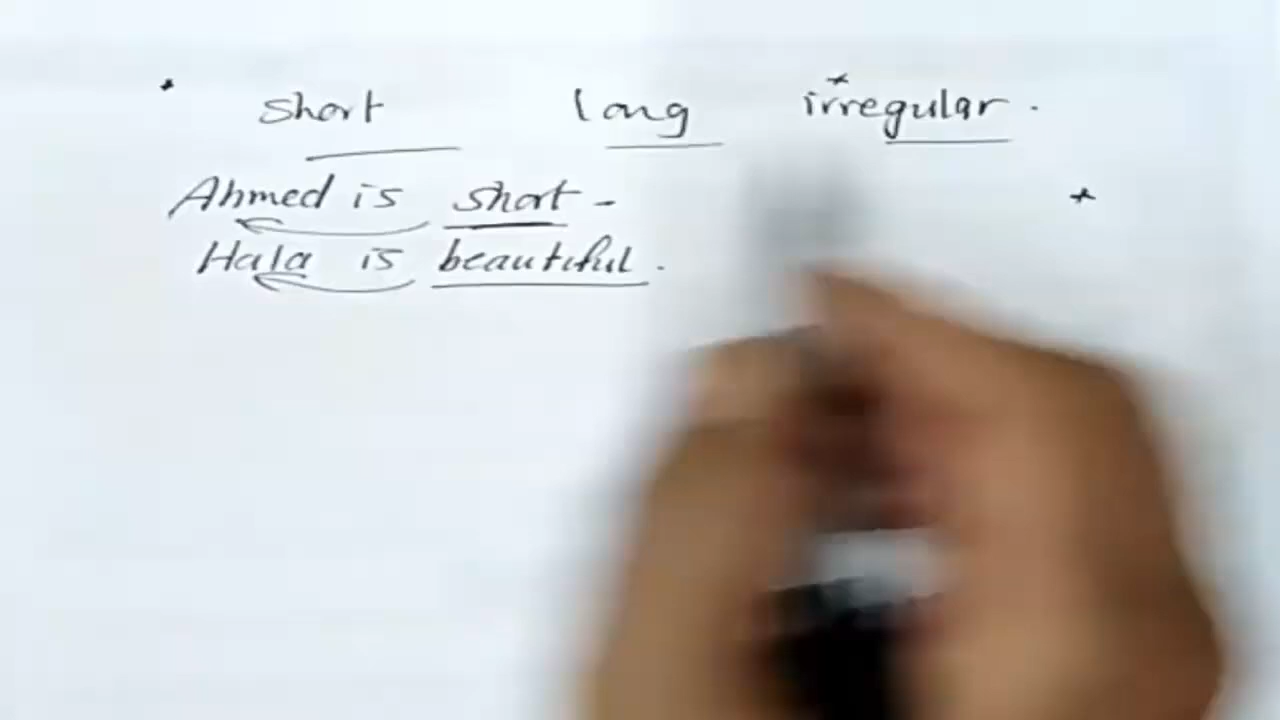 short long irregular.
Ahmed is short-
Hala is beautiful.